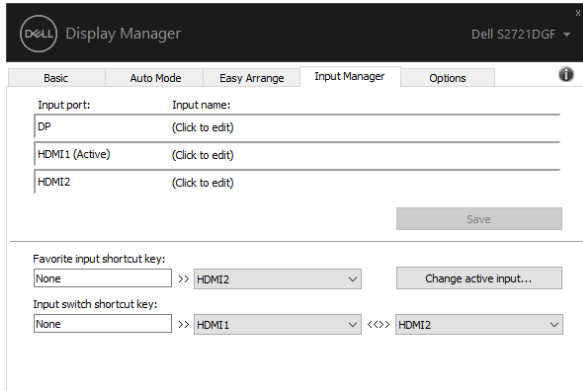 x
DELL Display Manager Dell S2721DGF
Basic Auto Mode Easy Arrange Input Manager Options i
Input port: Input name:
DP (Click to edit)
HDMI1 (Active) (Click to edit)
HDMI2 (Click to edit)
Save
Favorite input shortcut key:
None >> HDMI2 Change active input...
Input switch shortcut key:
None >> HDMI1 <<>> HDMI2